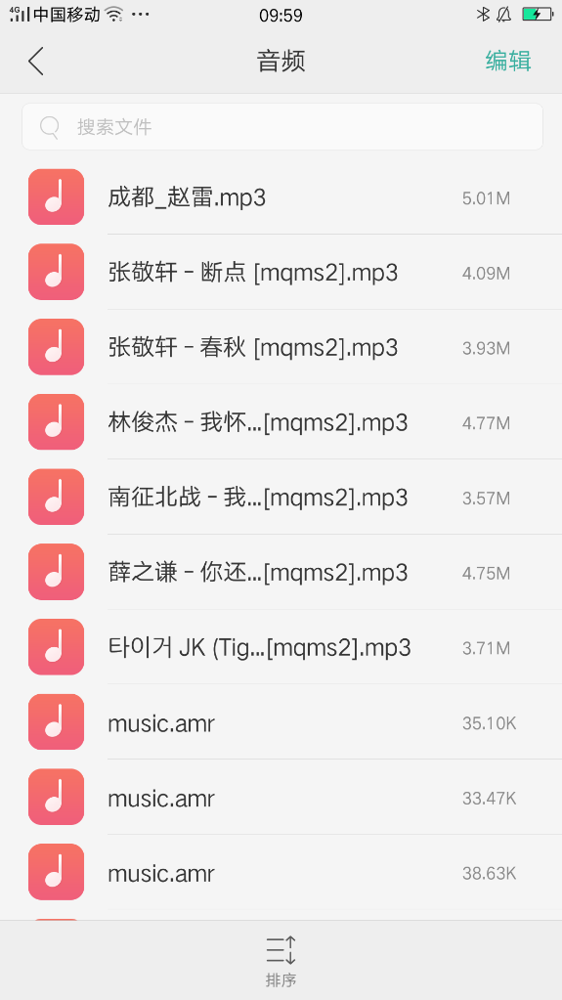 4G 中国移动 ··· 09:59
音频 编辑
搜索文件
成都_赵雷.mp3 5.01M
张敬轩 - 断点 [mqms2].mp3 4.09M
张敬轩 - 春秋 [mqms2].mp3 3.93M
林俊杰 - 我怀...[mqms2].mp3 4.77M
南征北战 - 我...[mqms2].mp3 3.57M
薛之谦 - 你还...[mqms2].mp3 4.75M
타이거 JK (Tig...[mqms2].mp3 3.71M
music.amr 35.10K
music.amr 33.47K
music.amr 38.63K
排序